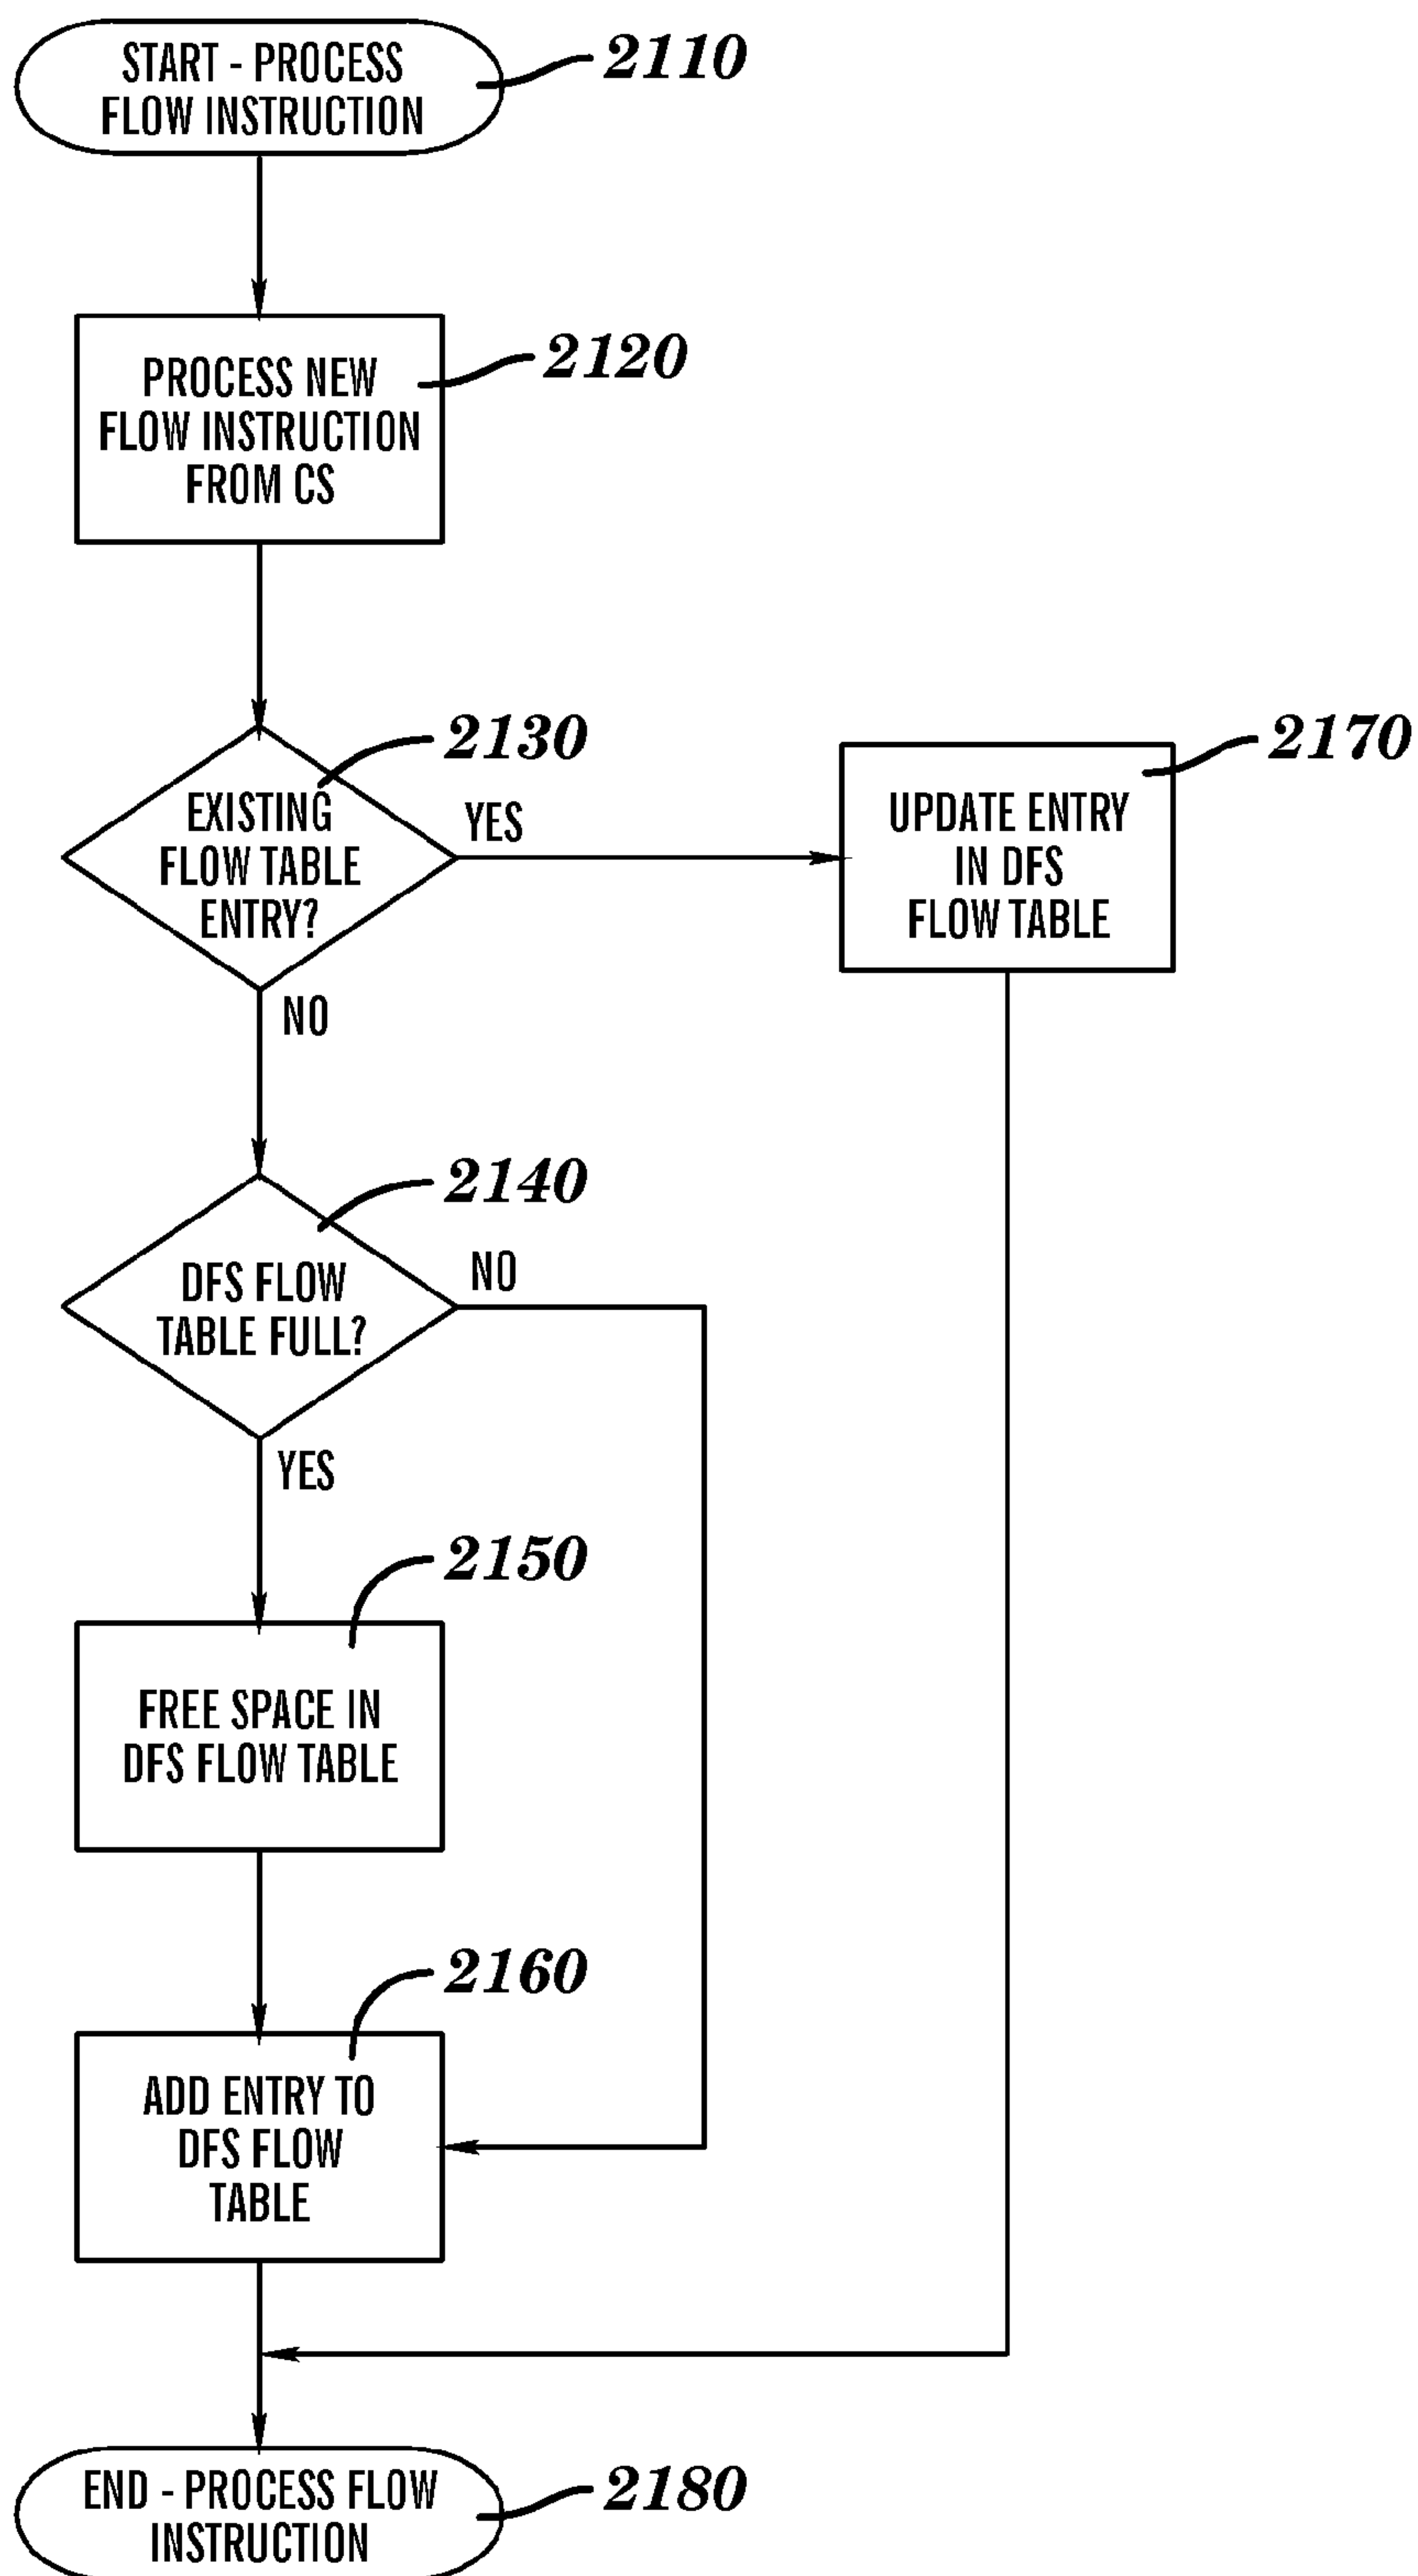 START - PROCESS
FLOW INSTRUCTION
2110
PROCESS NEW
FLOW INSTRUCTION
FROM CS
2120
EXISTING
FLOW TABLE
ENTRY?
2130
YES
NO
UPDATE ENTRY
IN DFS
FLOW TABLE
2170
DFS FLOW
TABLE FULL?
2140
NO
YES
FREE SPACE IN
DFS FLOW TABLE
2150
ADD ENTRY TO
DFS FLOW
TABLE
2160
END - PROCESS FLOW
INSTRUCTION
2180